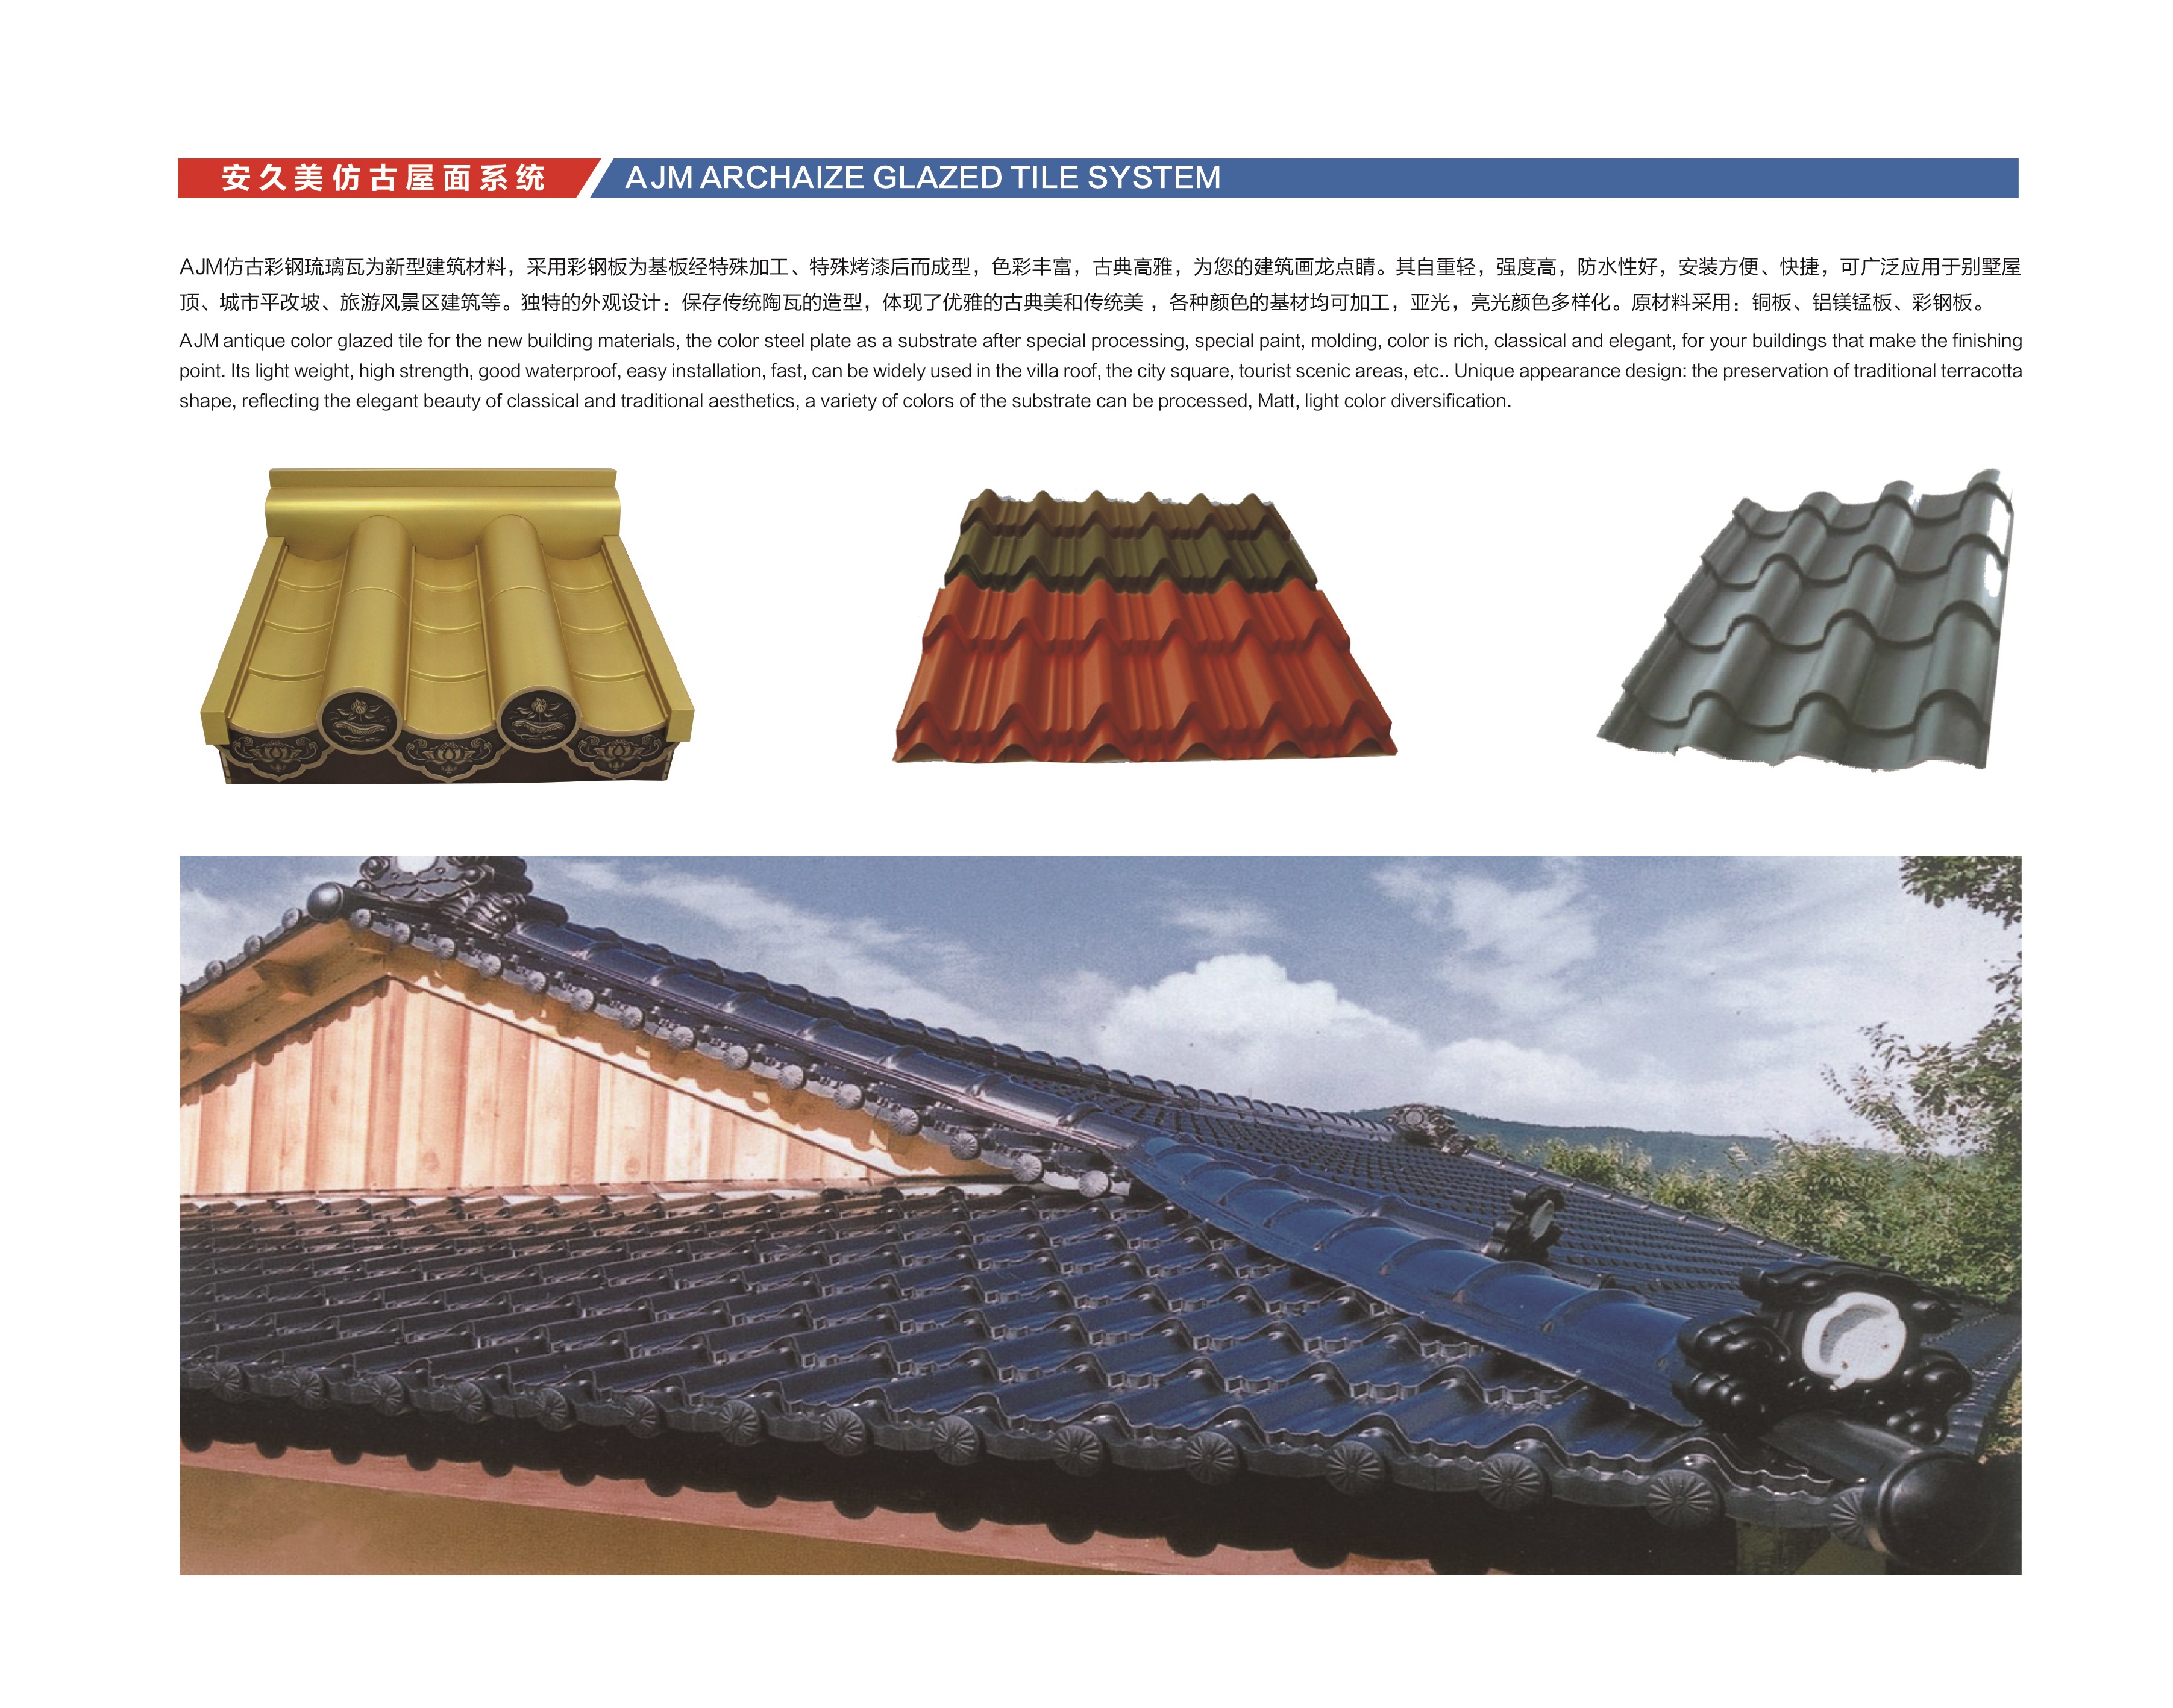 安久美仿古屋面系统
AJM ARCHAIZE GLAZED TILE SYSTEM
AJM仿古彩钢琉璃瓦为新型建筑材料，采用彩钢板为基板经特殊加工、特殊烤漆后而成型，色彩丰富，古典高雅，为您的建筑画龙点睛。其自重轻，强度高，防水性好，安装方便、快捷，可广泛应用于别墅屋
顶、城市平改坡、旅游风景区建筑等。独特的外观设计：保存传统陶瓦的造型，体现了优雅的古典美和传统美，各种颜色的基材均可加工，亚光，亮光颜色多样化。原材料采用：铜板、铝镁锰板、彩钢板。
AJM antique color glazed tile for the new building materials, the color steel plate as a substrate after special processing, special paint, molding, color is rich, classical and elegant, for your buildings that make the finishing
point. Its light weight, high strength, good waterproof, easy installation, fast, can be widely used in the villa roof, the city square, tourist scenic areas, etc.. Unique appearance design: the preservation of traditional terracotta
shape, reflecting the elegant beauty of classical and traditional aesthetics, a variety of colors of the substrate can be processed, Matt, light color diversification.